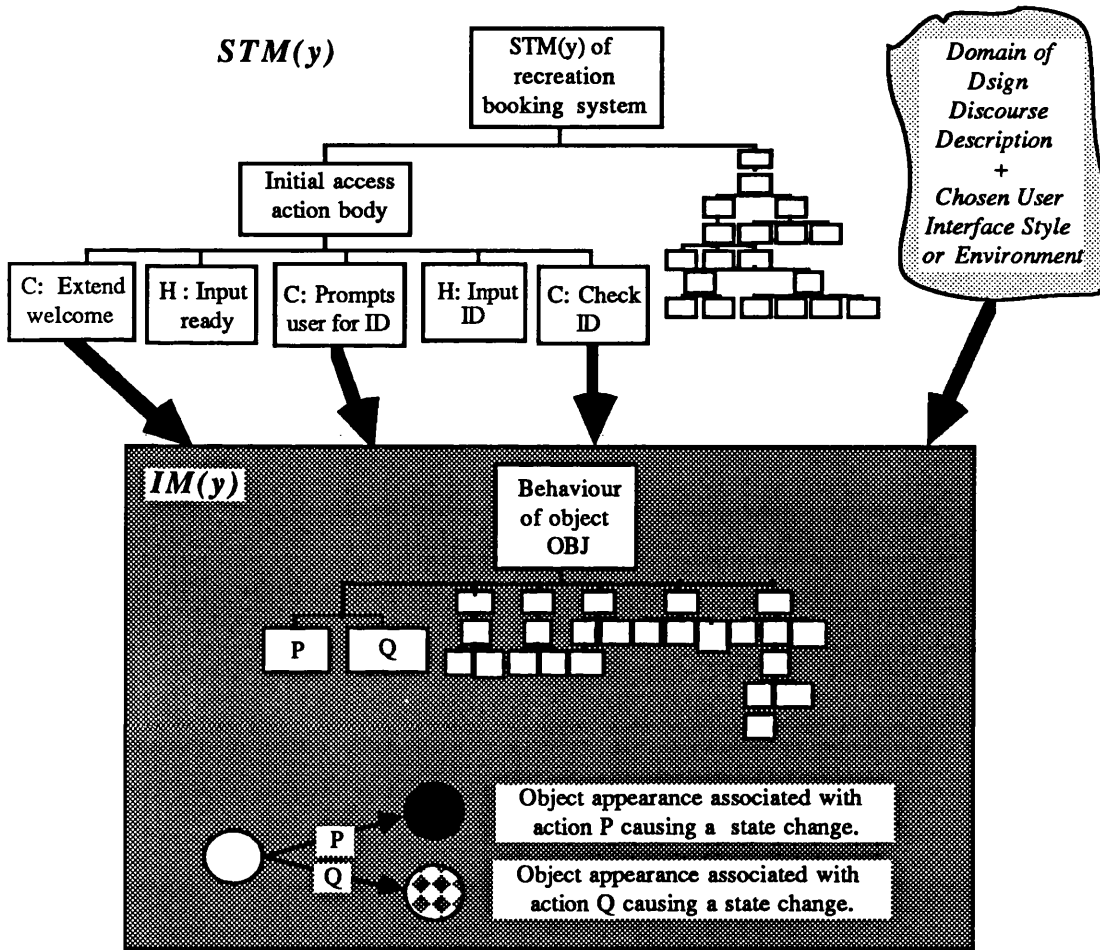 STM(y)
STM(y) of
recreation
booking system
Domain of
Dsign
Discourse
Description
+
Chosen User
Interface Style
or Environment
Initial access
action body
C: Extend
welcome
H : Input
ready
C: Prompts
user for ID
H: Input
ID
C: Check
ID
IM(y)
Behaviour
of object
OBJ
P
Q
P
Q
Object appearance associated with
action P causing a state change.
Object appearance associated with
action Q causing a state change.